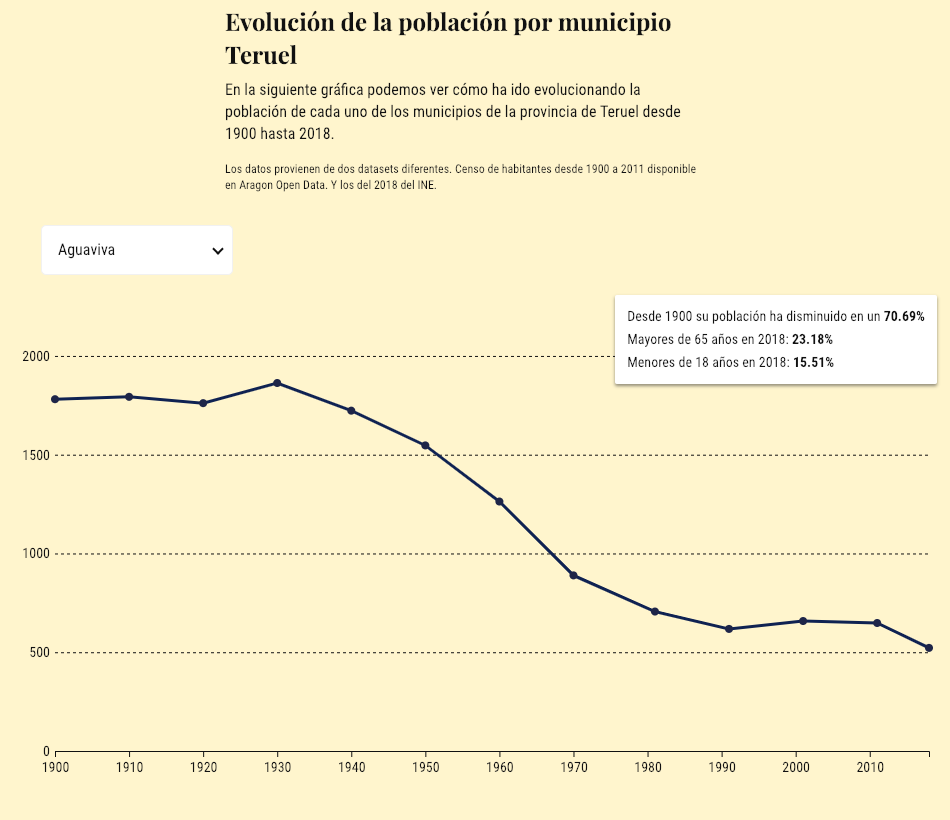 Evolución de la población por municipio
Teruel
En la siguiente gráfica podemos ver cómo ha ido evolucionando la
población de cada uno de los municipios de la provincia de Teruel desde
1900 hasta 2018.
Los datos provienen de dos datasets diferentes. Censo de habitantes desde 1900 a 2011 disponible
en Aragon Open Data. Y los del 2018 del INE.
Aguaviva
Desde 1900 su población ha disminuido en un 70.69%
Mayores de 65 años en 2018: 23.18%
Menores de 18 años en 2018: 15.51%
2000
1500
1000
500
0
1900 1910 1920 1930 1940 1950 1960 1970 1980 1990 2000 2010